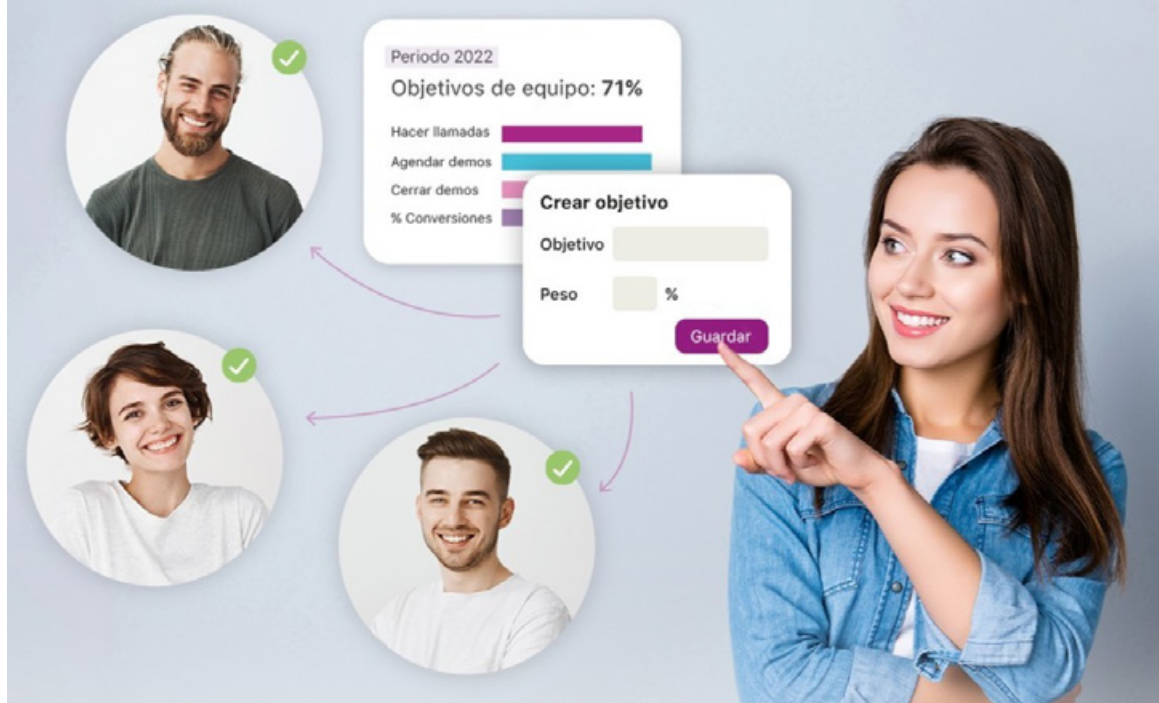 Periodo 2022
Objetivos de equipo: 71%
Hacer llamadas
Agendar demos
Cerrar demos
% Conversiones
Crear objetivo
Objetivo
Peso %
Guardar